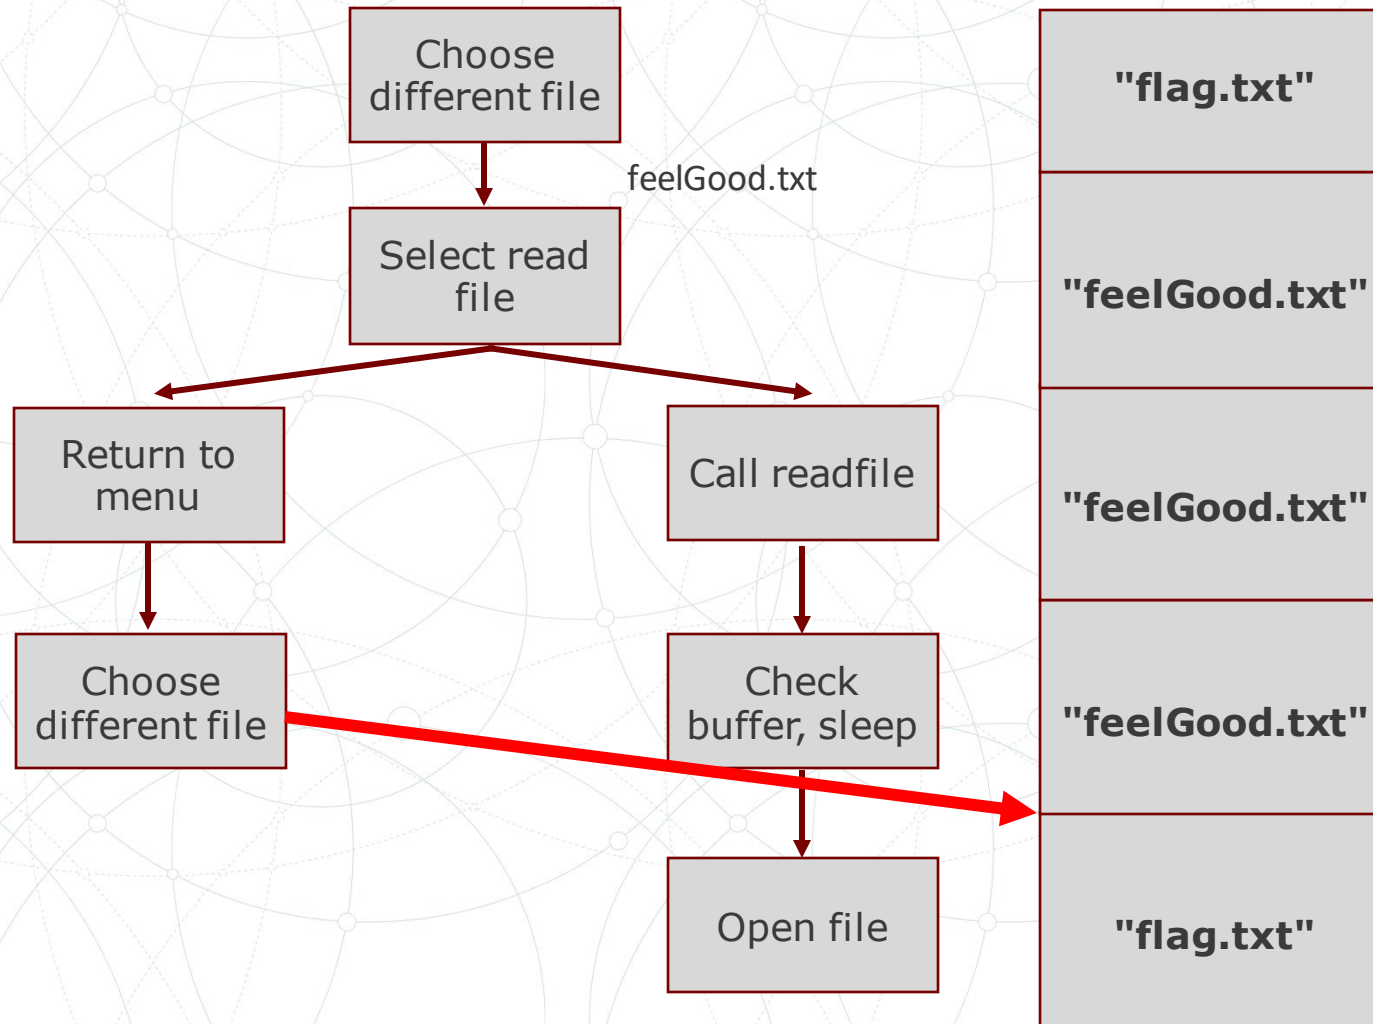 Choose
different file
"flag.txt"
feelGood.txt
Select read
file
"feelGood.txt"
Return to
menu
Call readfile
"feelGood.txt"
Choose
different file
Check
buffer, sleep
"feelGood.txt"
Open file
"flag.txt"